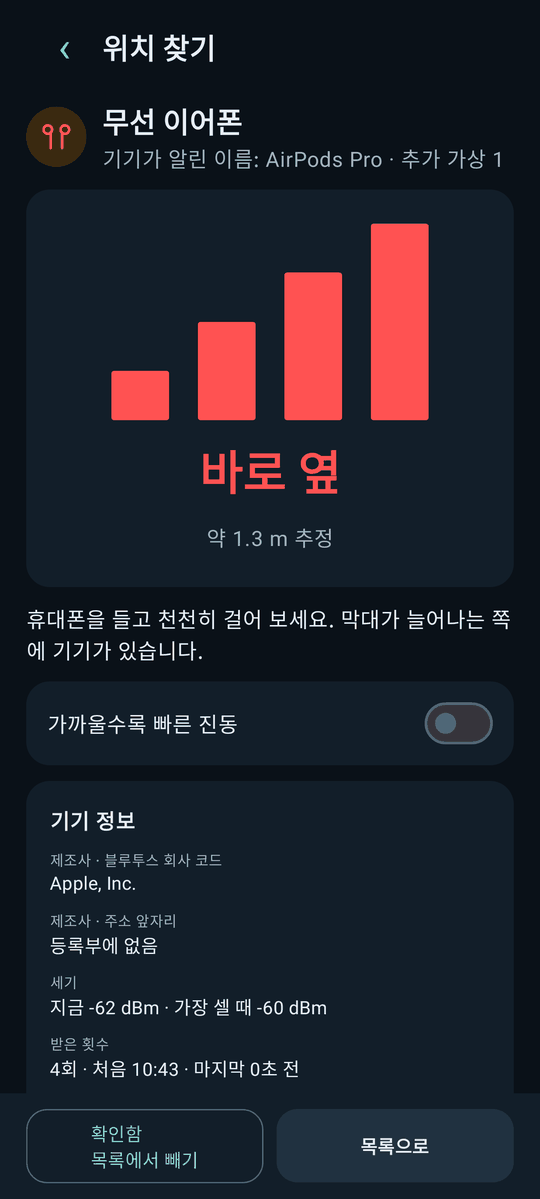 위치 찾기
무선 이어폰
기기가 알린 이름: AirPods Pro · 추가 가상 1
바로 옆
약 1.3 m 추정
휴대폰을 들고 천천히 걸어 보세요. 막대가 늘어나는 쪽
에 기기가 있습니다.
가까울수록 빠른 진동
기기 정보
제조사 · 블루투스 회사 코드
Apple, Inc.
제조사 · 주소 앞자리
등록부에 없음
세기
지금 -62 dBm · 가장 셀 때 -60 dBm
받은 횟수
4회 · 처음 10:43 · 마지막 0초 전
확인함
목록에서 빼기
목록으로